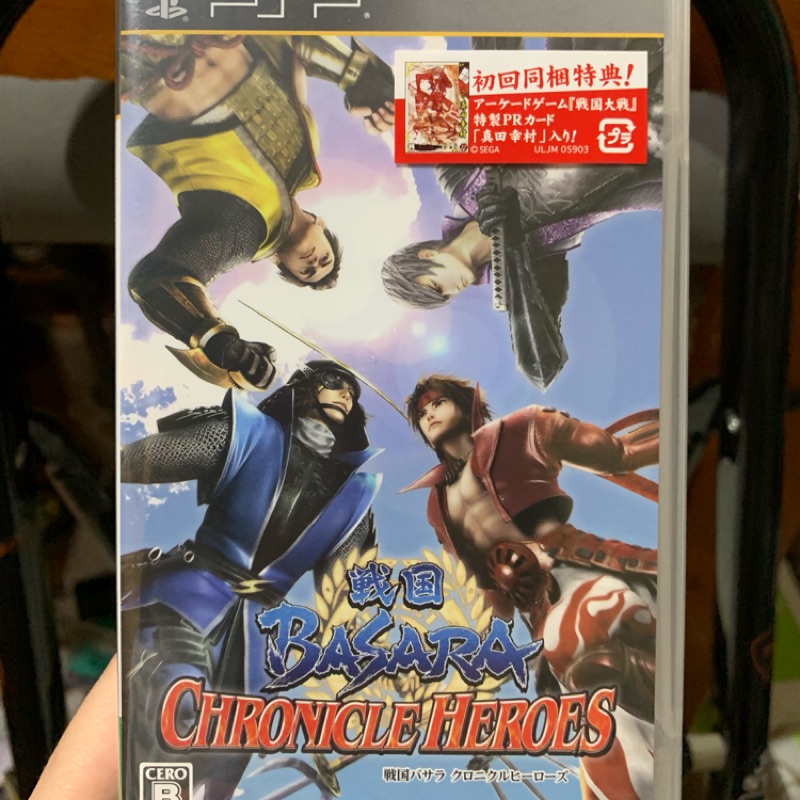 PSP
初回同梱特典!
アーケードゲーム『戦国大戦』
特製PRカード
「真田幸村」入り!
©SEGA ULJM 05903
プラ
戦国
BASARA
CHRONICLE HEROES
戦国バサラ クロニクルヒーローズ
CERO
B